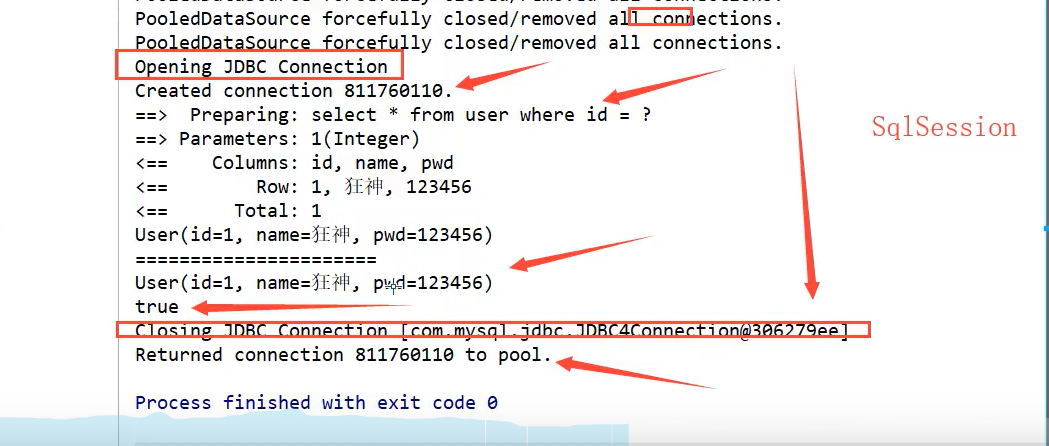 PooledDataSource forcefully closed/removed all connections.
PooledDataSource forcefully closed/removed all connections.
Opening JDBC Connection
Created connection 811760110.
==>  Preparing: select * from user where id = ?
==> Parameters: 1(Integer)
<==    Columns: id, name, pwd
<==        Row: 1, 狂神, 123456
<==      Total: 1
User(id=1, name=狂神, pwd=123456)
======================
User(id=1, name=狂神, pwd=123456)
true
Closing JDBC Connection [com.mysql.jdbc.JDBC4Connection@306279ee]
Returned connection 811760110 to pool.
Process finished with exit code 0
SqlSession